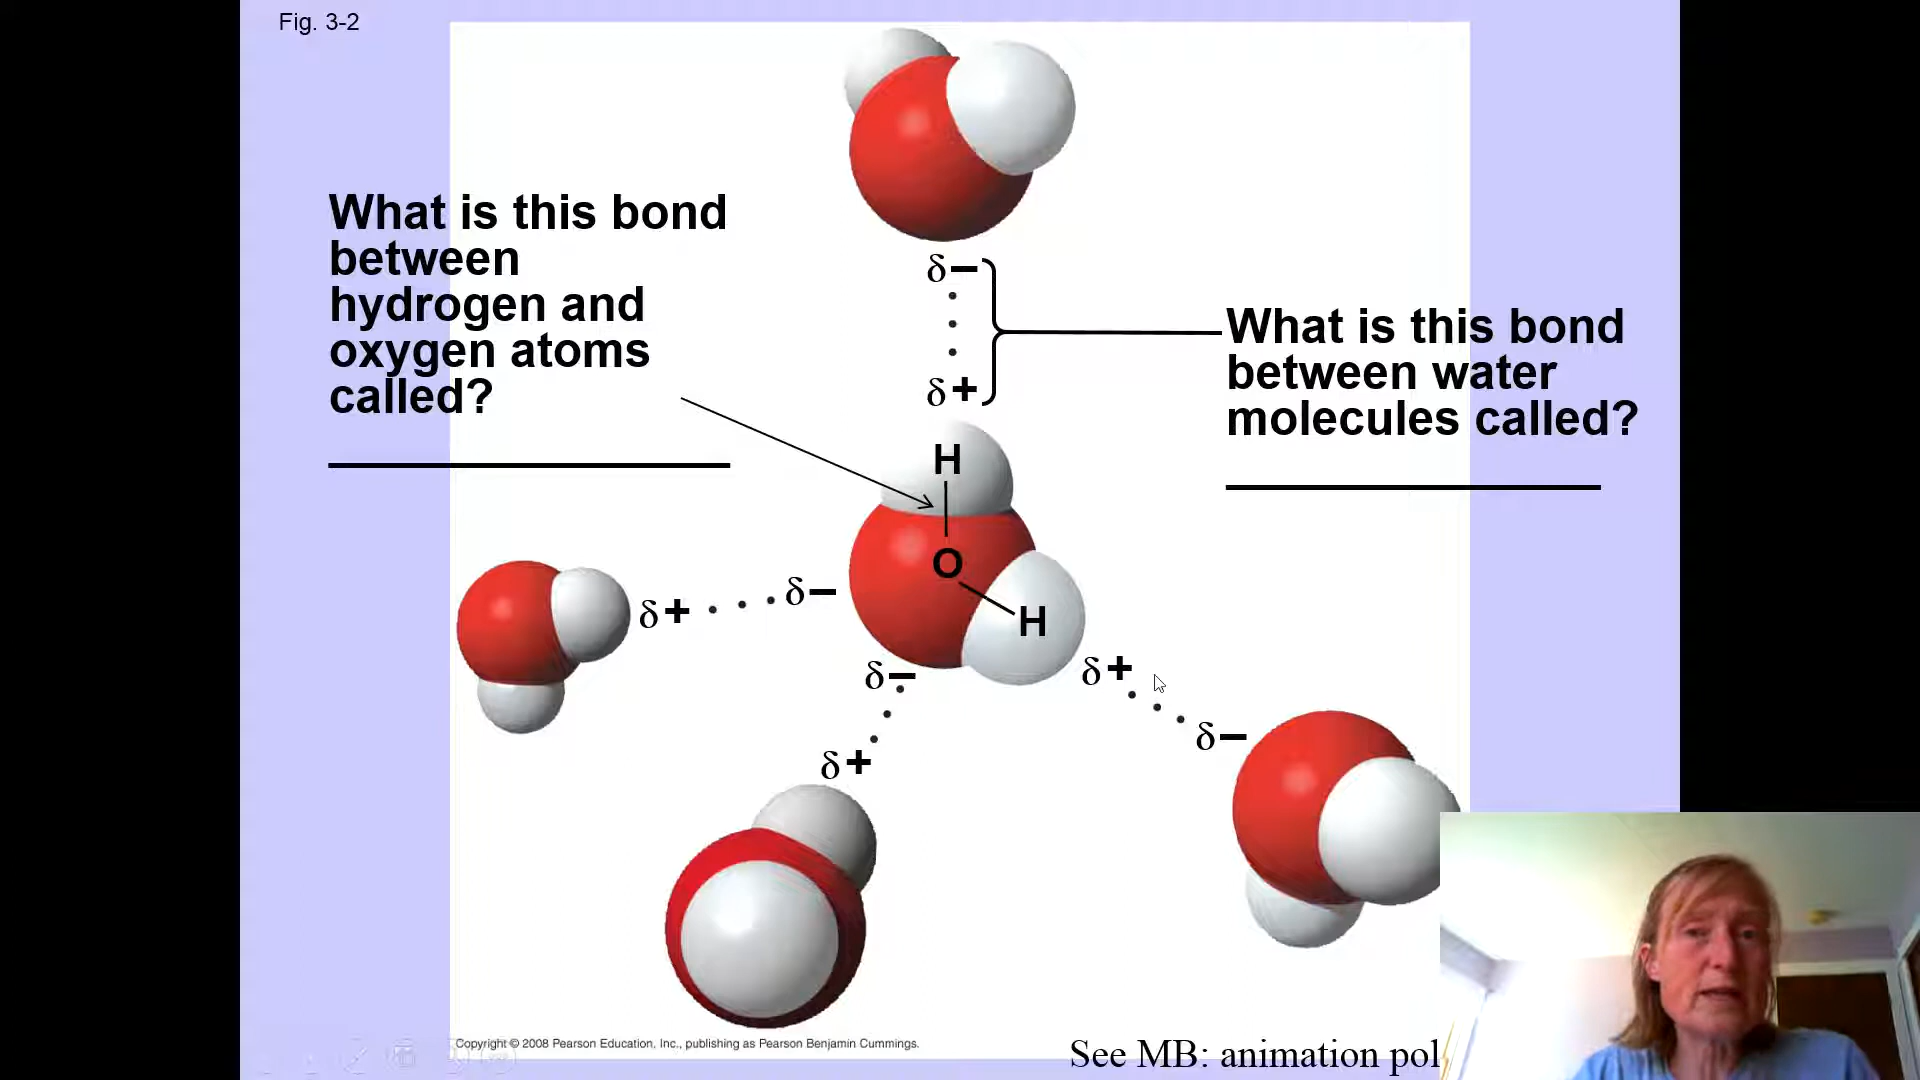 Fig. 3-2
What is this bond
between
hydrogen and
oxygen atoms
called?
What is this bond
between water
molecules called?
δ−
δ+
H
O
H
δ+
δ−
δ−
δ+
δ+
δ−
Copyright © 2008 Pearson Education, Inc., publishing as Pearson Benjamin Cummings.
See MB: animation pol